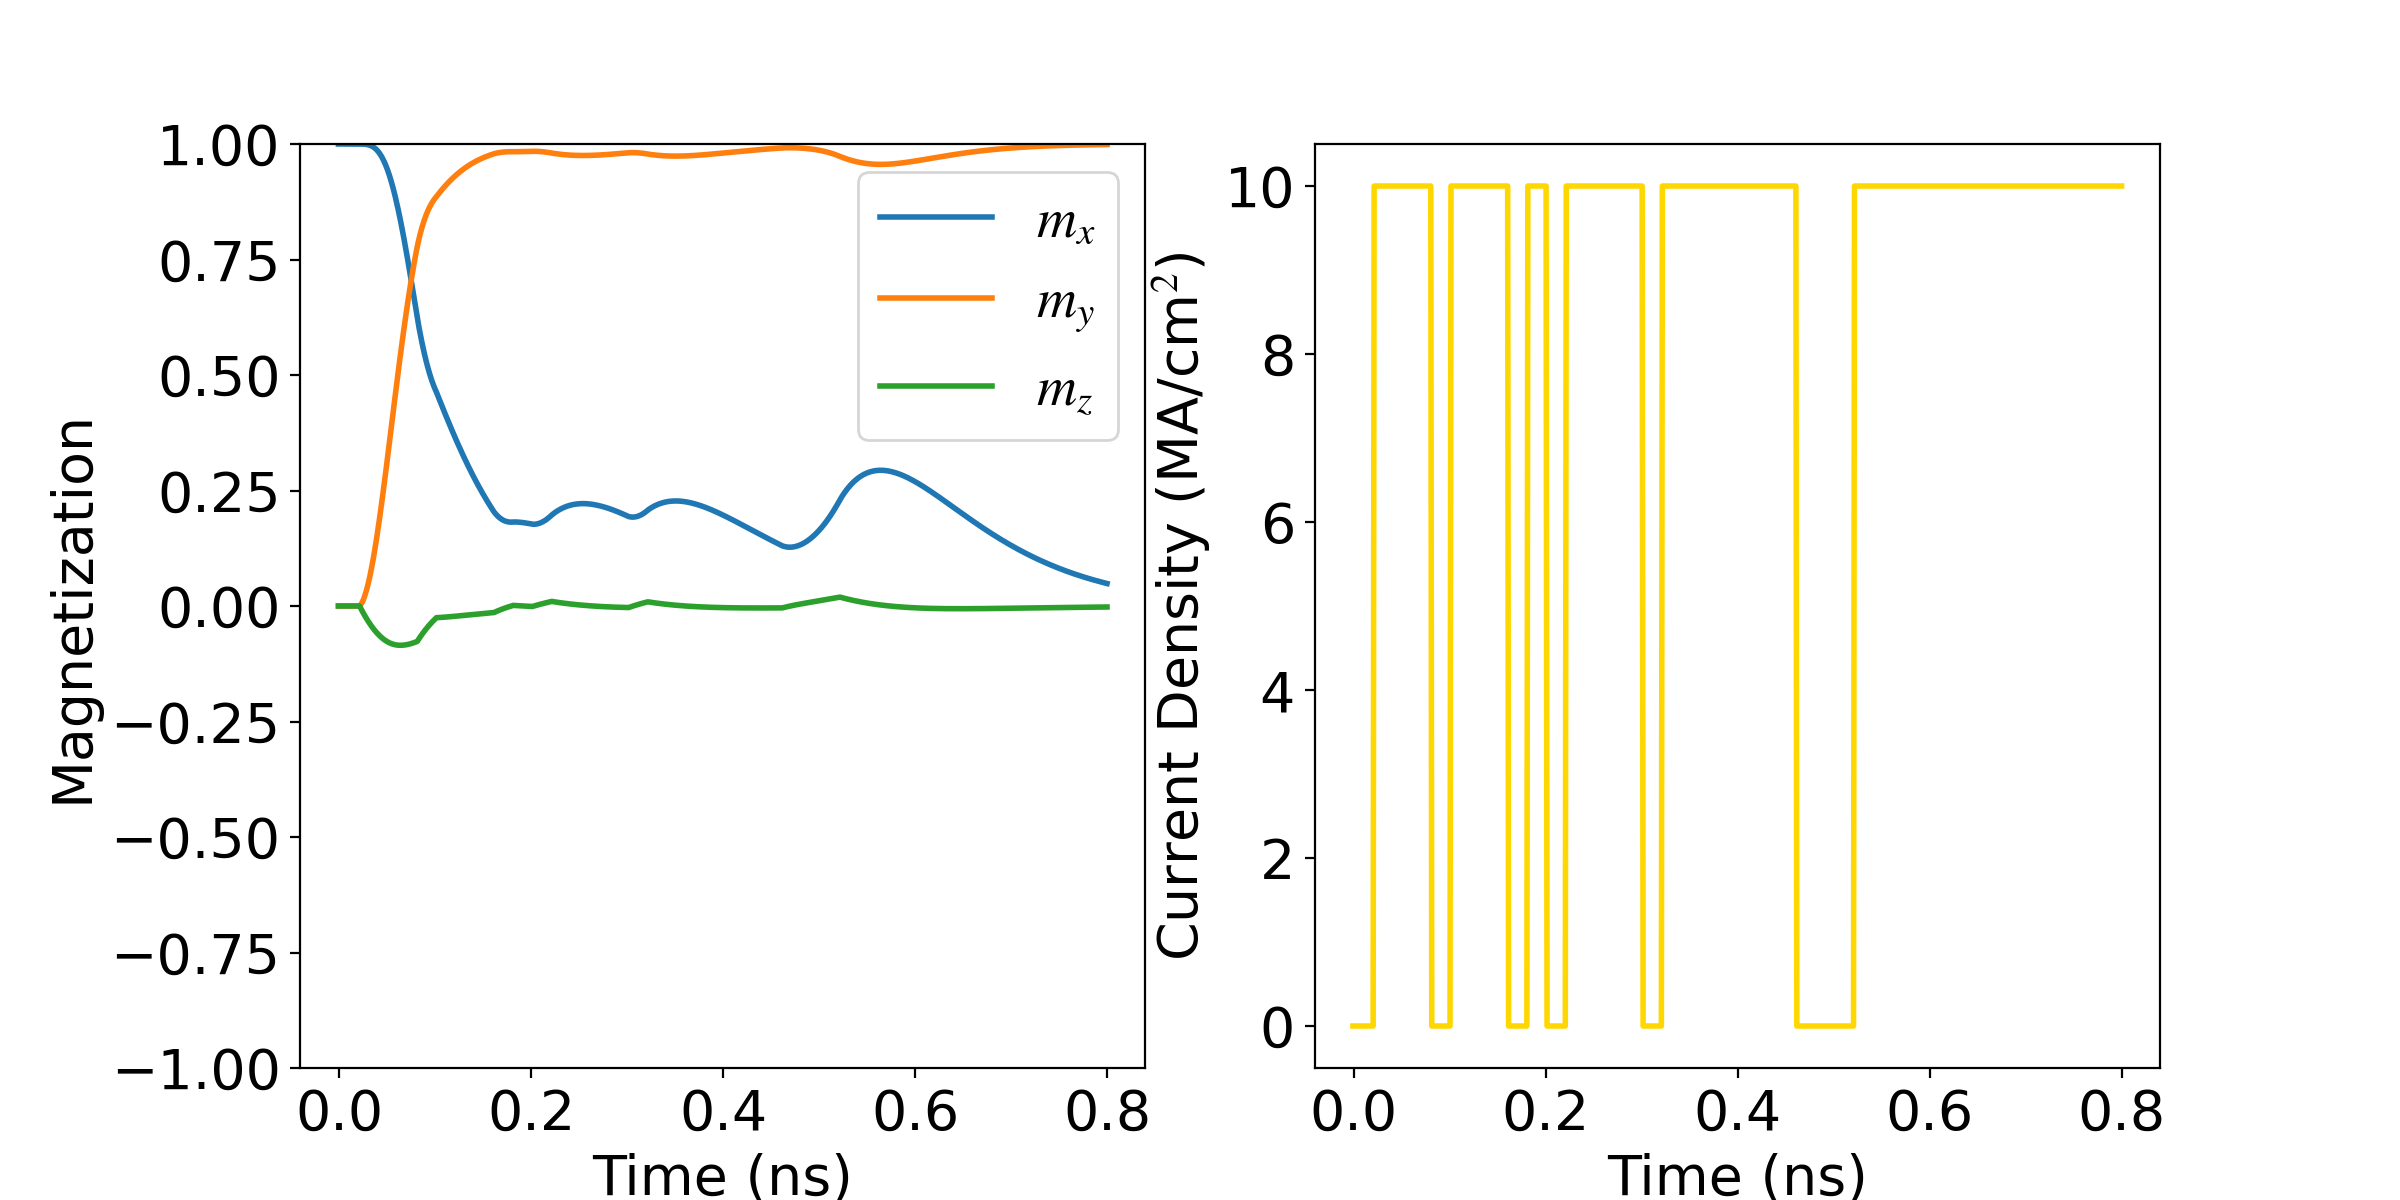 1.00
0.75
0.50
0.25
0.00
−0.25
−0.50
−0.75
−1.00
Magnetization
0.0 0.2 0.4 0.6 0.8
Time (ns)
m_x
m_y
m_z
10
8
6
4
2
0
Current Density (MA/cm²)
0.0 0.2 0.4 0.6 0.8
Time (ns)